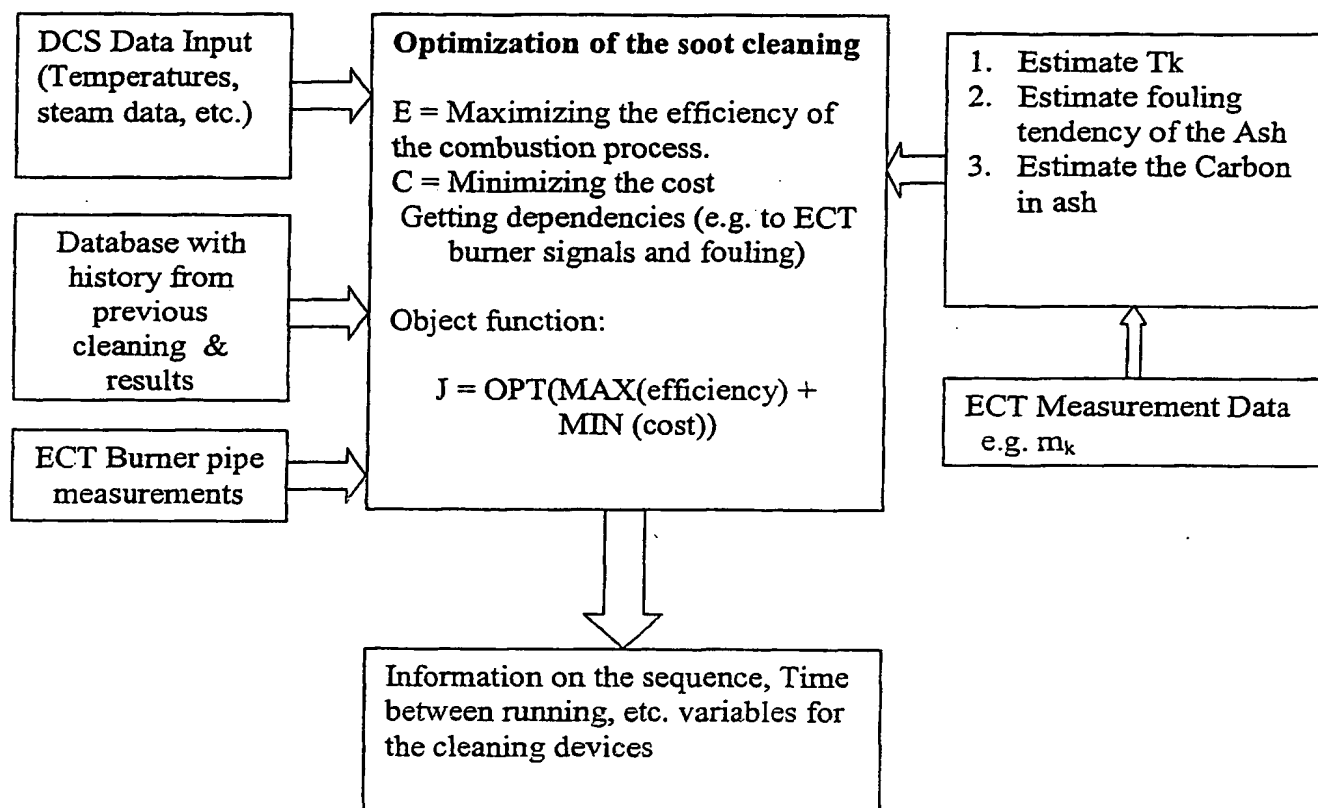 DCS Data Input
(Temperatures,
steam data, etc.)
Database with
history from
previous
cleaning &
results
ECT Burner pipe
measurements
Optimization of the soot cleaning
E = Maximizing the efficiency of
the combustion process.
C = Minimizing the cost
Getting dependencies (e.g. to ECT
burner signals and fouling)
Object function:
J = OPT(MAX(efficiency) +
MIN (cost))
1. Estimate Tk
2. Estimate fouling
tendency of the Ash
3. Estimate the Carbon
in ash
ECT Measurement Data
e.g. mk
Information on the sequence, Time
between running, etc. variables for
the cleaning devices